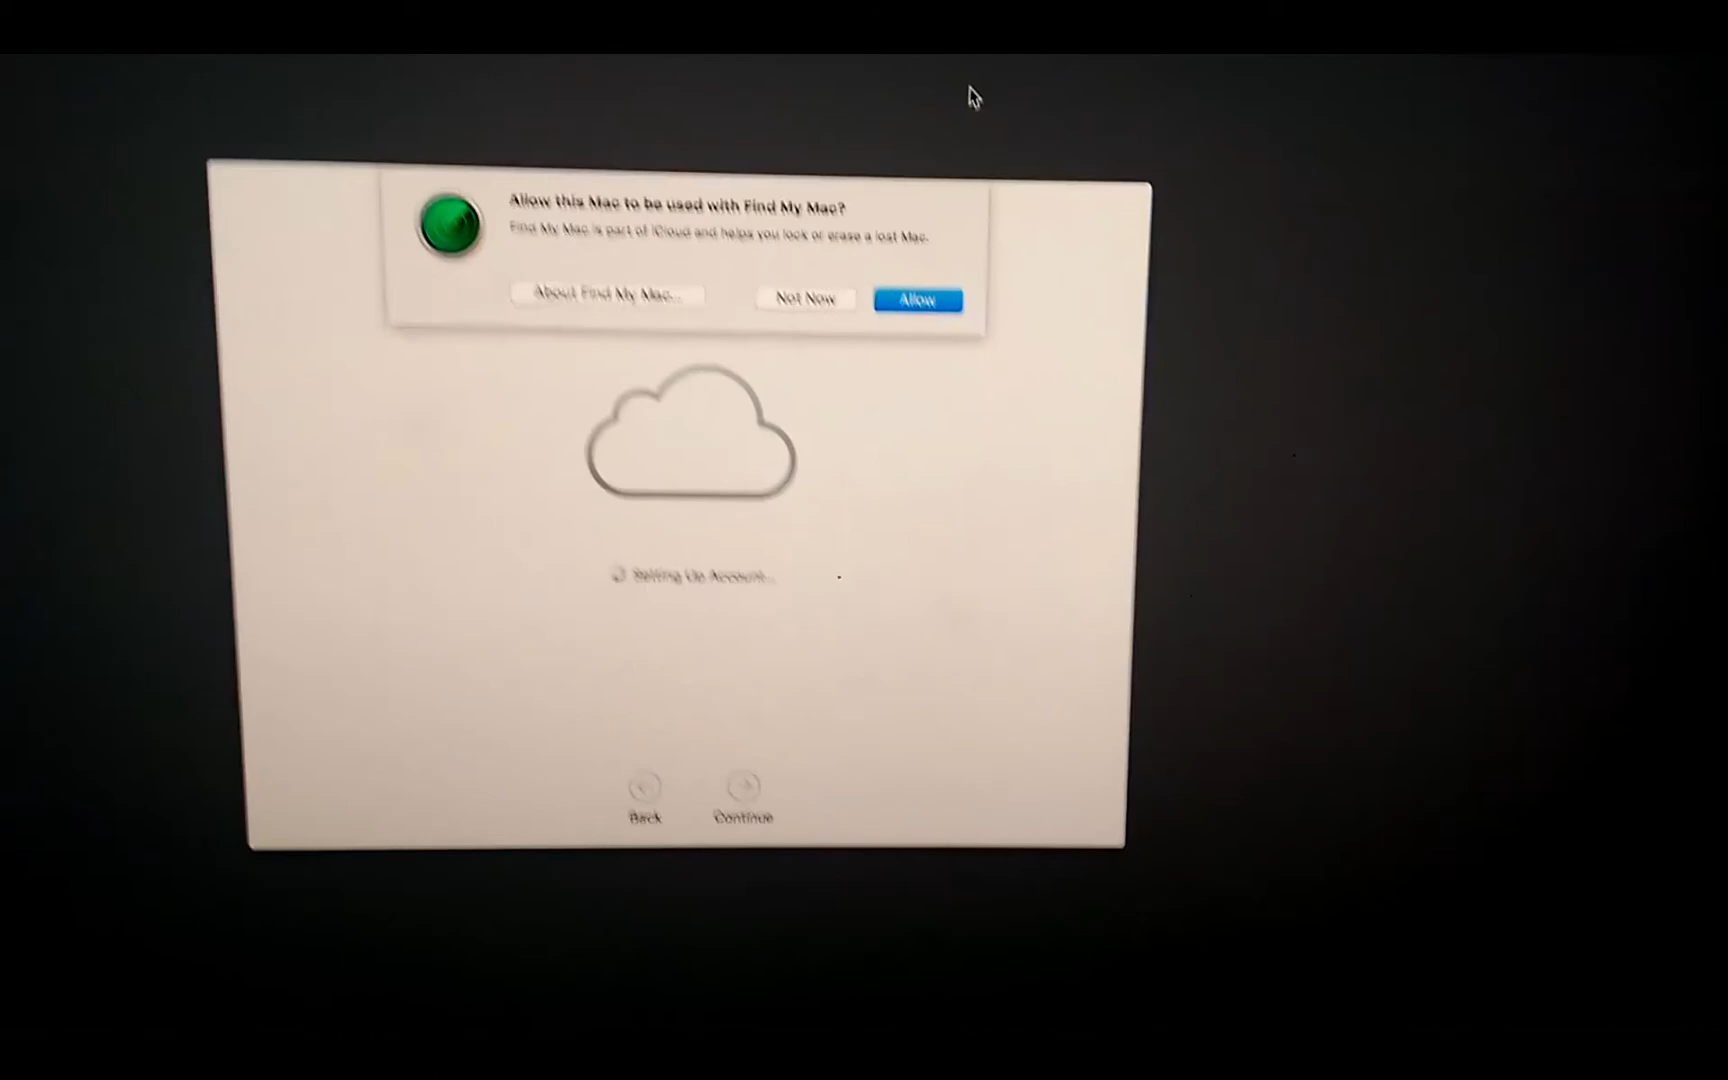 Allow this Mac to be used with Find My Mac?
Find My Mac is part of iCloud and helps you lock or erase a lost Mac.
About Find My Mac...
Not Now
Allow
Setting Up Account...
Back
Continue